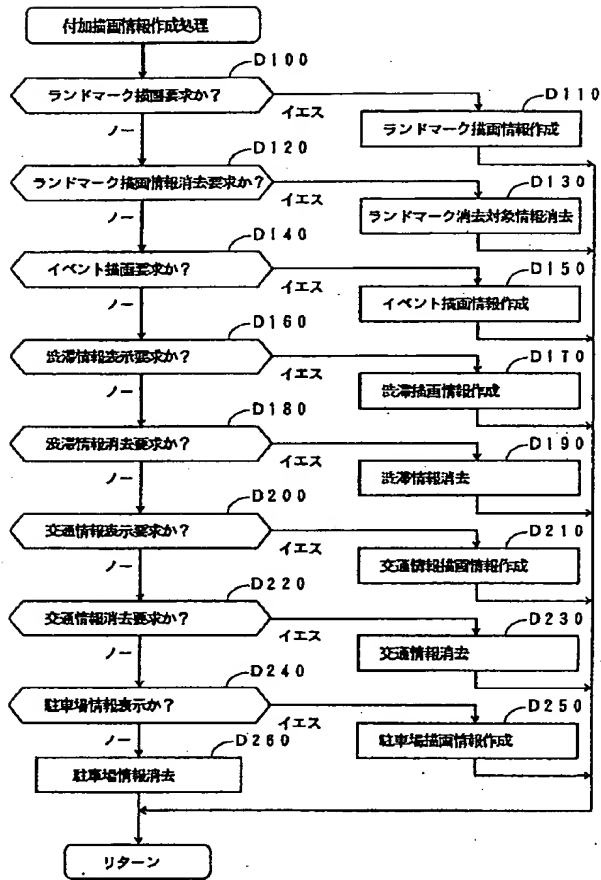 付加描画情報作成処理
D100
ランドマーク描画要求か?
イエス
D110
ランドマーク描画情報作成
ノー
D120
ランドマーク描画情報消去要求か?
イエス
D130
ランドマーク消去対象情報消去
ノー
D140
イベント描画要求か?
イエス
D150
イベント描画情報作成
ノー
D160
渋滞情報表示要求か?
イエス
D170
渋滞描画情報作成
ノー
D180
渋滞情報消去要求か?
イエス
D190
渋滞情報消去
ノー
D200
交通情報表示要求か?
イエス
D210
交通情報描画情報作成
ノー
D220
交通情報消去要求か?
イエス
D230
交通情報消去
ノー
D240
駐車場情報表示か?
イエス
D250
駐車場描画情報作成
ノー
D260
駐車場情報消去
リターン